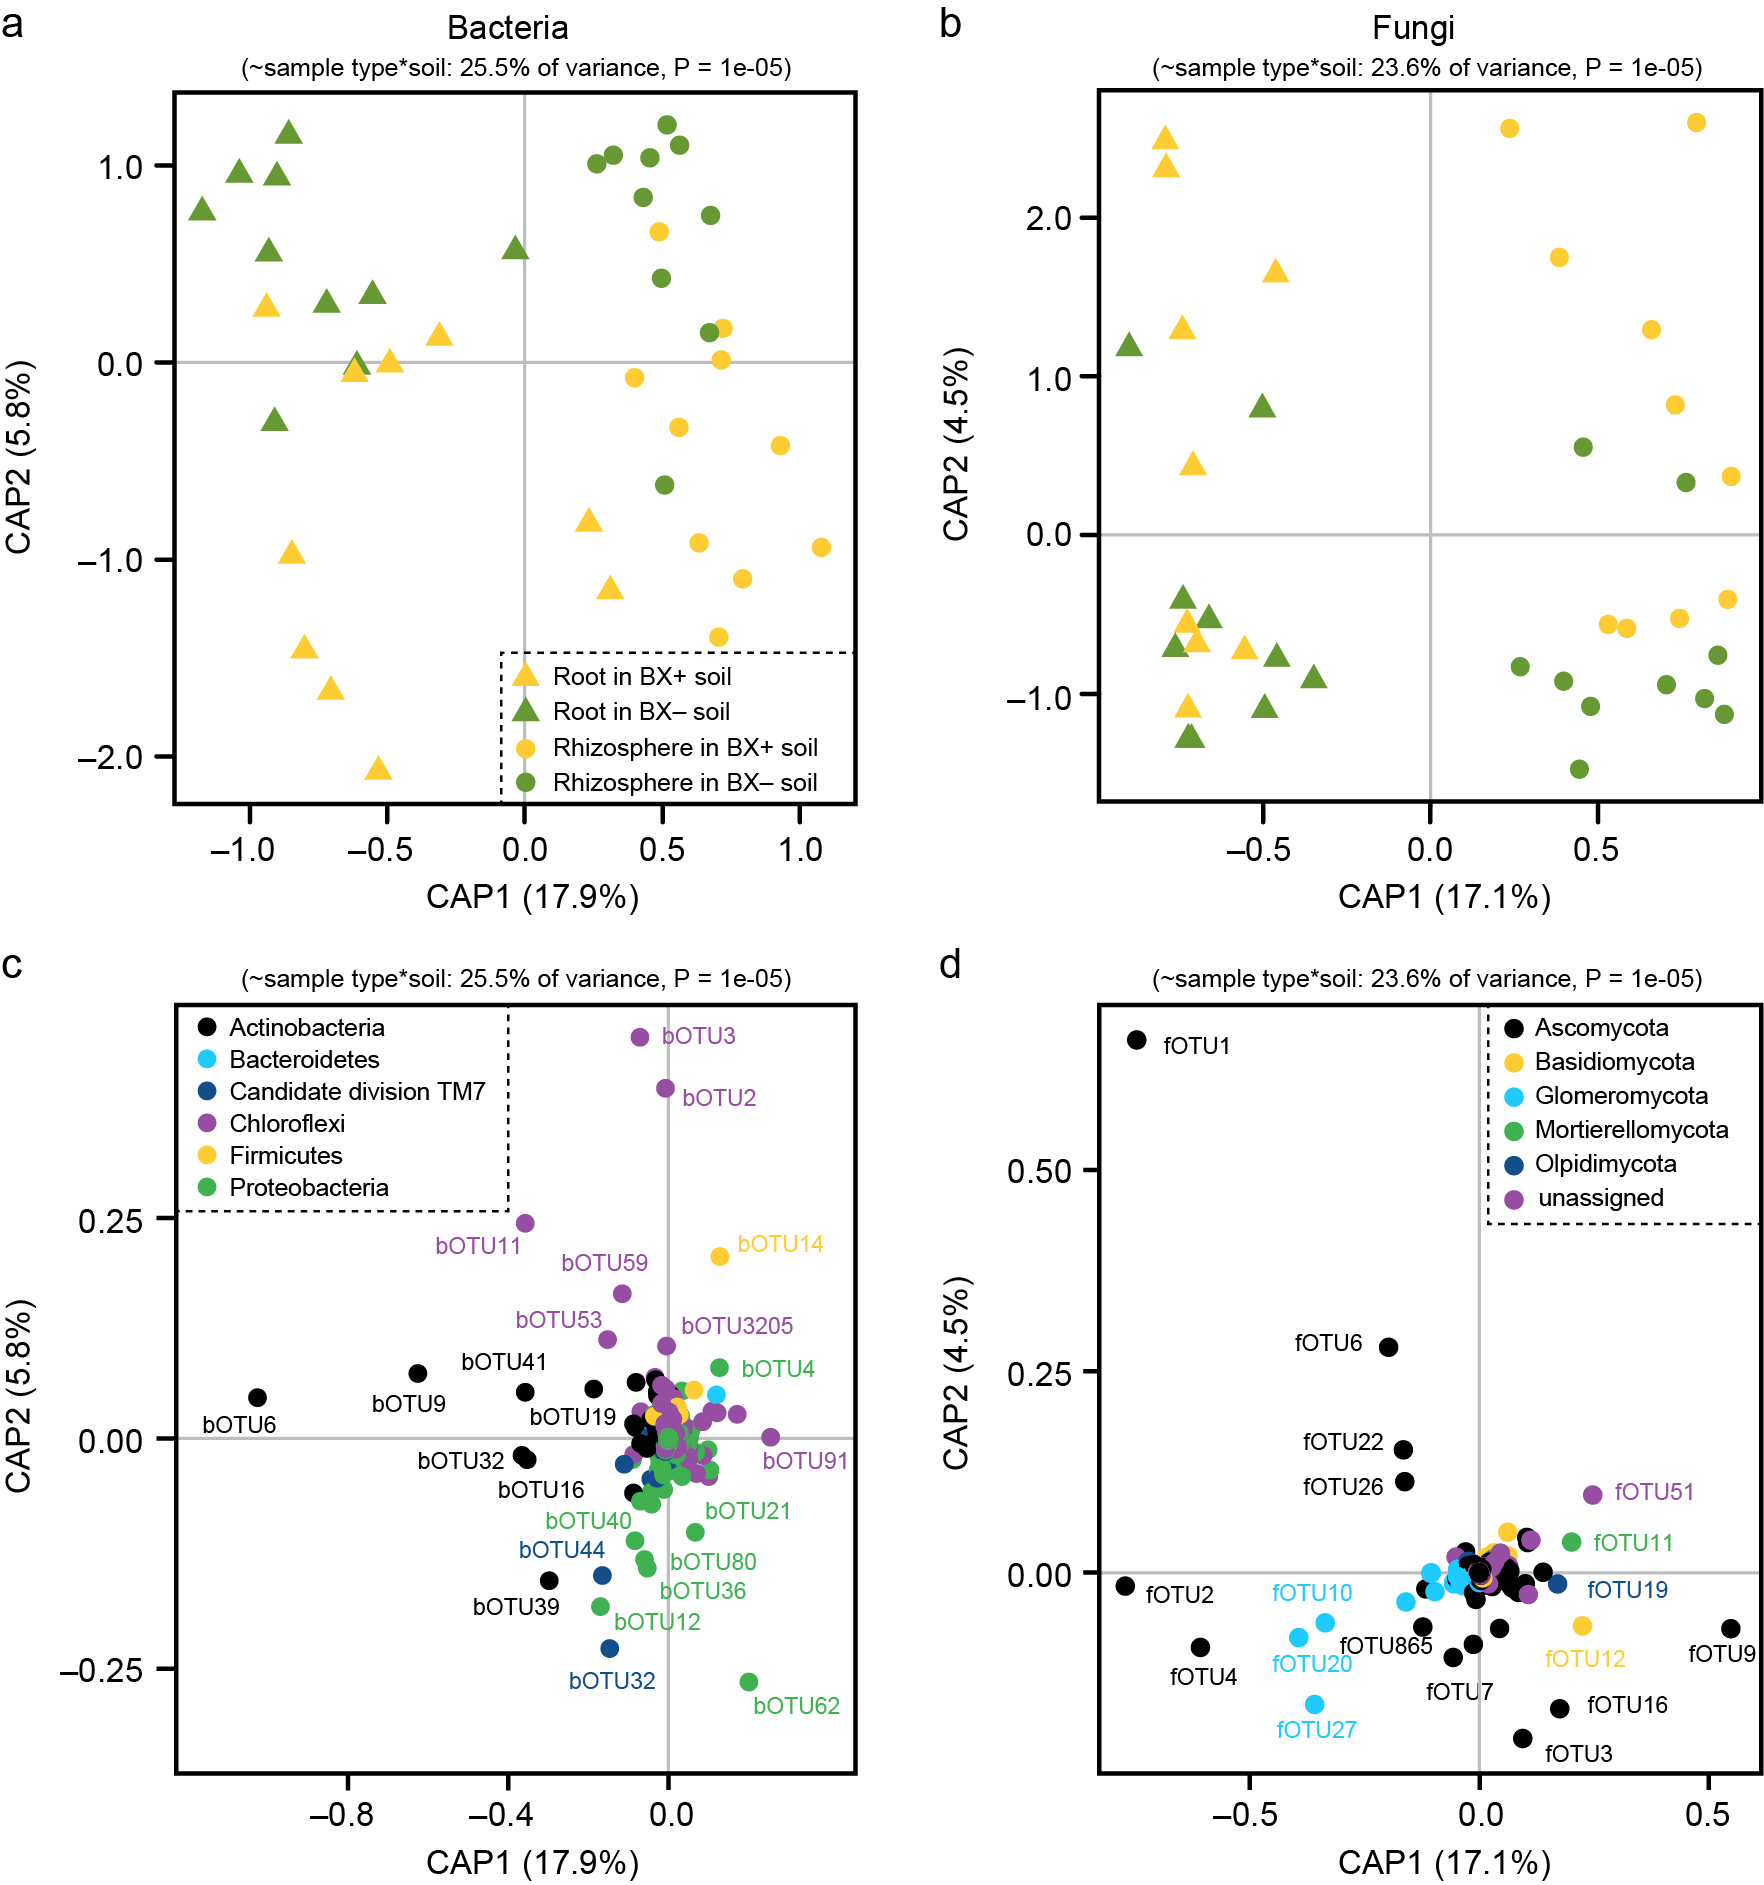 a
Bacteria
(~sample type*soil: 25.5% of variance, P = 1e-05)
1.0
0.0
–1.0
–2.0
CAP2 (5.8%)
Root in BX+ soil
Root in BX– soil
Rhizosphere in BX+ soil
Rhizosphere in BX– soil
–1.0
–0.5
0.0
0.5
1.0
CAP1 (17.9%)
b
Fungi
(~sample type*soil: 23.6% of variance, P = 1e-05)
2.0
1.0
0.0
–1.0
CAP2 (4.5%)
–0.5
0.0
0.5
CAP1 (17.1%)
c
(~sample type*soil: 25.5% of variance, P = 1e-05)
Actinobacteria
Bacteroidetes
Candidate division TM7
Chloroflexi
Firmicutes
Proteobacteria
bOTU3
bOTU2
bOTU11
bOTU14
bOTU59
bOTU53
bOTU3205
bOTU41
bOTU4
bOTU9
bOTU6
bOTU19
bOTU32
bOTU91
bOTU16
bOTU40
bOTU21
bOTU44
bOTU80
bOTU36
bOTU39
bOTU12
bOTU32
bOTU62
0.25
0.00
–0.25
CAP2 (5.8%)
–0.8
–0.4
0.0
CAP1 (17.9%)
d
(~sample type*soil: 23.6% of variance, P = 1e-05)
Ascomycota
Basidiomycota
Glomeromycota
Mortierellomycota
Olpidimycota
unassigned
fOTU1
fOTU6
fOTU22
fOTU26
fOTU51
fOTU11
fOTU2
fOTU10
fOTU19
fOTU865
fOTU4
fOTU20
fOTU12
fOTU9
fOTU7
fOTU27
fOTU16
fOTU3
0.50
0.25
0.00
CAP2 (4.5%)
–0.5
0.0
0.5
CAP1 (17.1%)